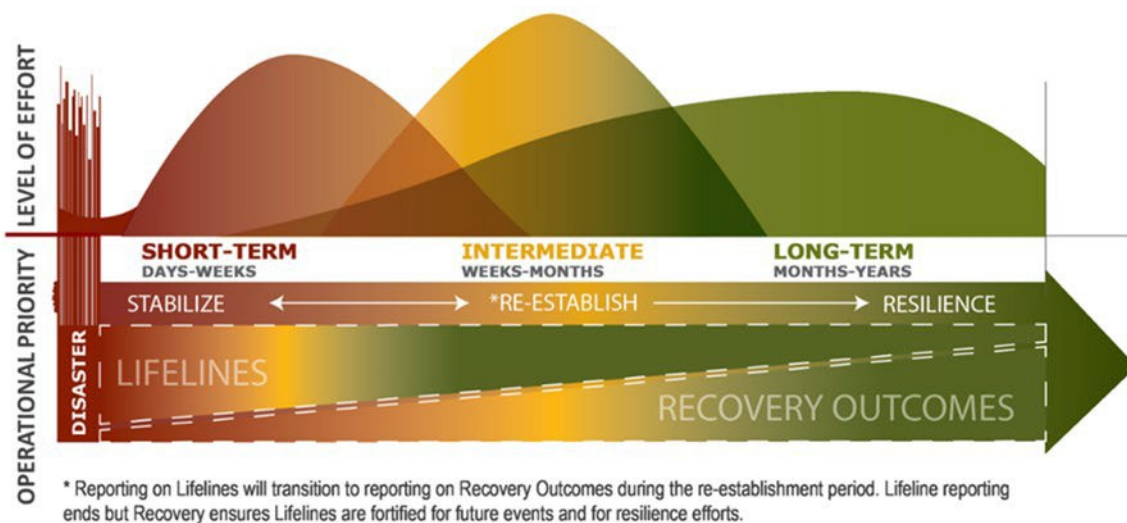 LEVEL OF EFFORT
SHORT-TERM
DAYS-WEEKS
INTERMEDIATE
WEEKS-MONTHS
LONG-TERM
MONTHS-YEARS
OPERATIONAL PRIORITY
STABILIZE
*RE-ESTABLISH
RESILIENCE
DISASTER
LIFELINES
RECOVERY OUTCOMES
* Reporting on Lifelines will transition to reporting on Recovery Outcomes during the re-establishment period. Lifeline reporting
ends but Recovery ensures Lifelines are fortified for future events and for resilience efforts.